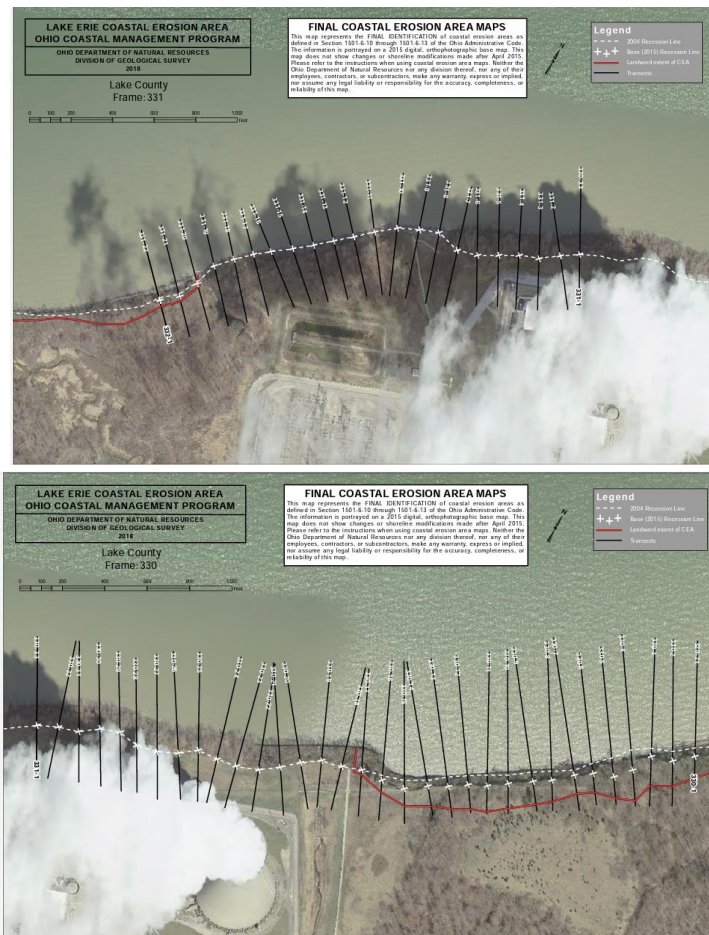 LAKE ERIE COASTAL EROSION AREA
OHIO COASTAL MANAGEMENT PROGRAM
OHIO DEPARTMENT OF NATURAL RESOURCES
DIVISION OF GEOLOGICAL SURVEY
2018
Lake County
Frame: 331
0 200 400 600 800 1,000
Feet
FINAL COASTAL EROSION AREA MAPS
This map represents the FINAL IDENTIFICATION of coastal erosion areas as
defined in Section 1501-6-10 through 1501-6-13 of the Ohio Administrative Code.
The information is portrayed on a 2015 digital, orthophotographic base map. This
map does not show changes or shoreline modifications made after April 2015.
Please refer to the instructions when using coastal erosion area maps. Neither the
Ohio Department of Natural Resources nor any division thereof, nor any of their
employees, contractors, or subcontractors, make any warranty, express or implied,
nor assume any legal liability or responsibility for the accuracy, completeness, or
reliability of this map.
Legend
2004 Recession Line
Base (2015) Recession Line
Landward extent of CEA
Transects
332-1
331-1
LAKE ERIE COASTAL EROSION AREA
OHIO COASTAL MANAGEMENT PROGRAM
OHIO DEPARTMENT OF NATURAL RESOURCES
DIVISION OF GEOLOGICAL SURVEY
2018
Lake County
Frame: 330
0 100 200 400 600 800 1,000
Feet
FINAL COASTAL EROSION AREA MAPS
This map represents the FINAL IDENTIFICATION of coastal erosion areas as
defined in Section 1501-6-10 through 1501-6-13 of the Ohio Administrative Code.
The information is portrayed on a 2015 digital, orthophotographic base map. This
map does not show changes or shoreline modifications made after April 2015.
Please refer to the instructions when using coastal erosion area maps. Neither the
Ohio Department of Natural Resources nor any division thereof, nor any of their
employees, contractors, or subcontractors, make any warranty, express or implied,
nor assume any legal liability or responsibility for the accuracy, completeness, or
reliability of this map.
Legend
2004 Recession Line
Base (2015) Recession Line
Landward extent of CEA
Transects
331-1
330-1